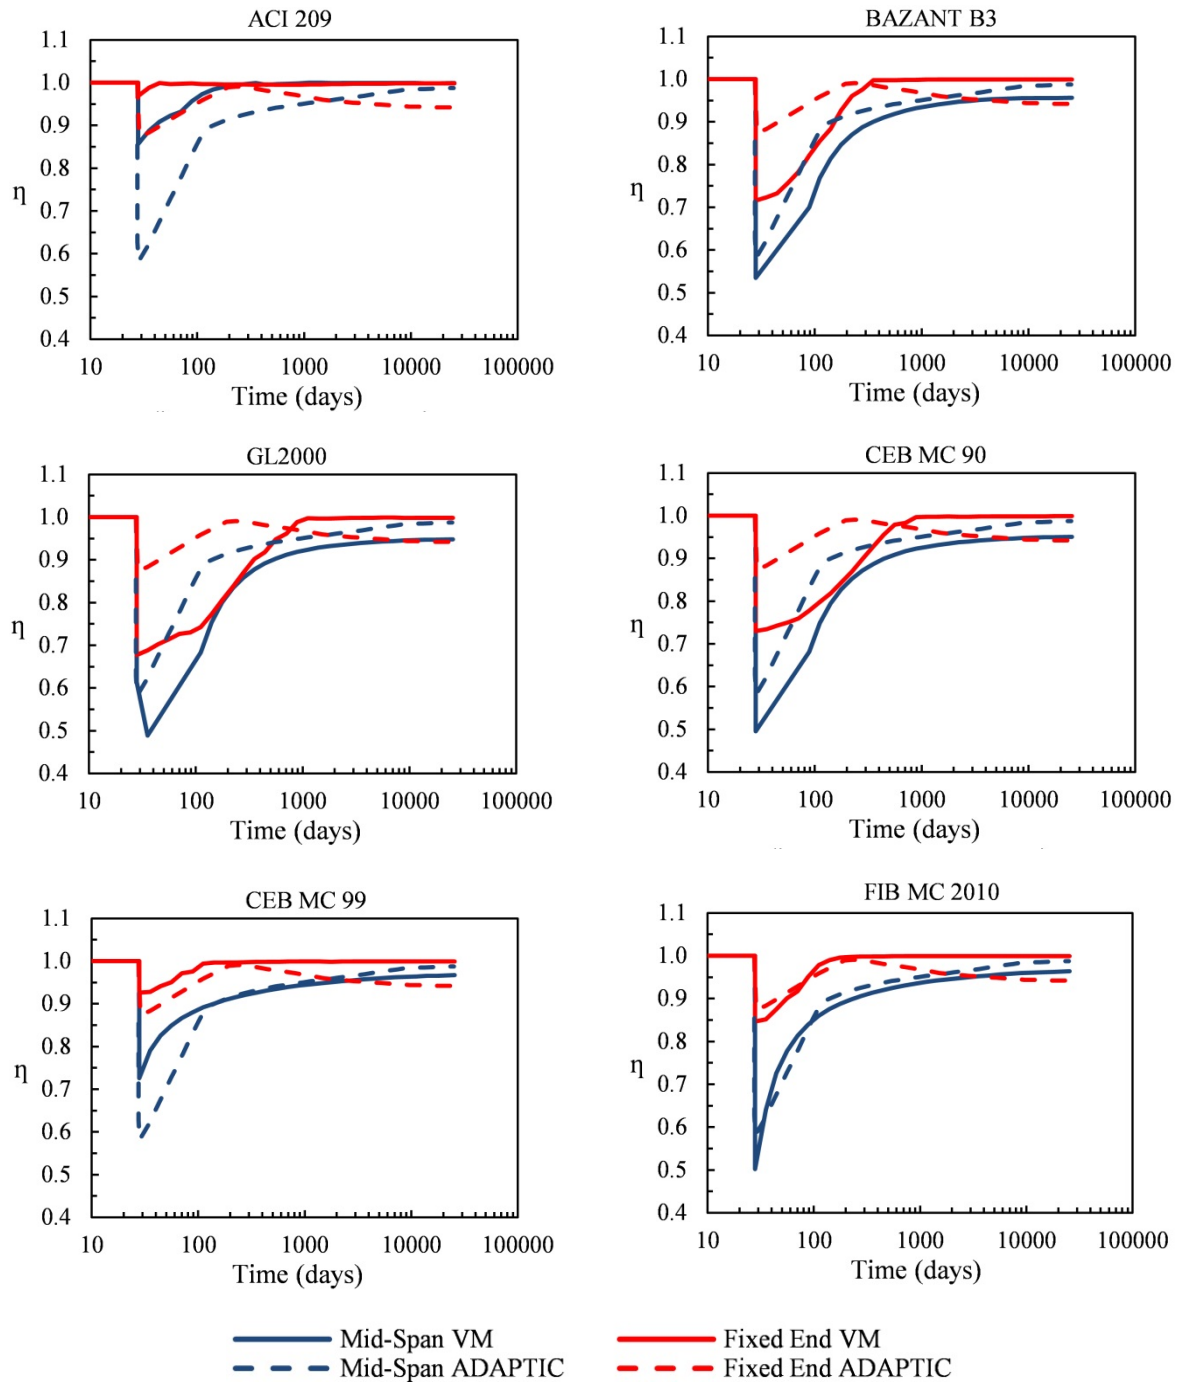 ACI 209
1.1
1.0
0.9
0.8
0.7
0.6
0.5
0.4
η
10 100 1000 10000 100000
Time (days)
BAZANT B3
1.1
1.0
0.9
0.8
0.7
0.6
0.5
0.4
η
10 100 1000 10000 100000
Time (days)
GL2000
1.1
1.0
0.9
0.8
0.7
0.6
0.5
0.4
η
10 100 1000 10000 100000
Time (days)
CEB MC 90
1.1
1.0
0.9
0.8
0.7
0.6
0.5
0.4
η
10 100 1000 10000 100000
Time (days)
CEB MC 99
1.1
1.0
0.9
0.8
0.7
0.6
0.5
0.4
η
10 100 1000 10000 100000
Time (days)
FIB MC 2010
1.1
1.0
0.9
0.8
0.7
0.6
0.5
0.4
η
10 100 1000 10000 100000
Time (days)
Mid-Span VM
Fixed End VM
Mid-Span ADAPTIC
Fixed End ADAPTIC